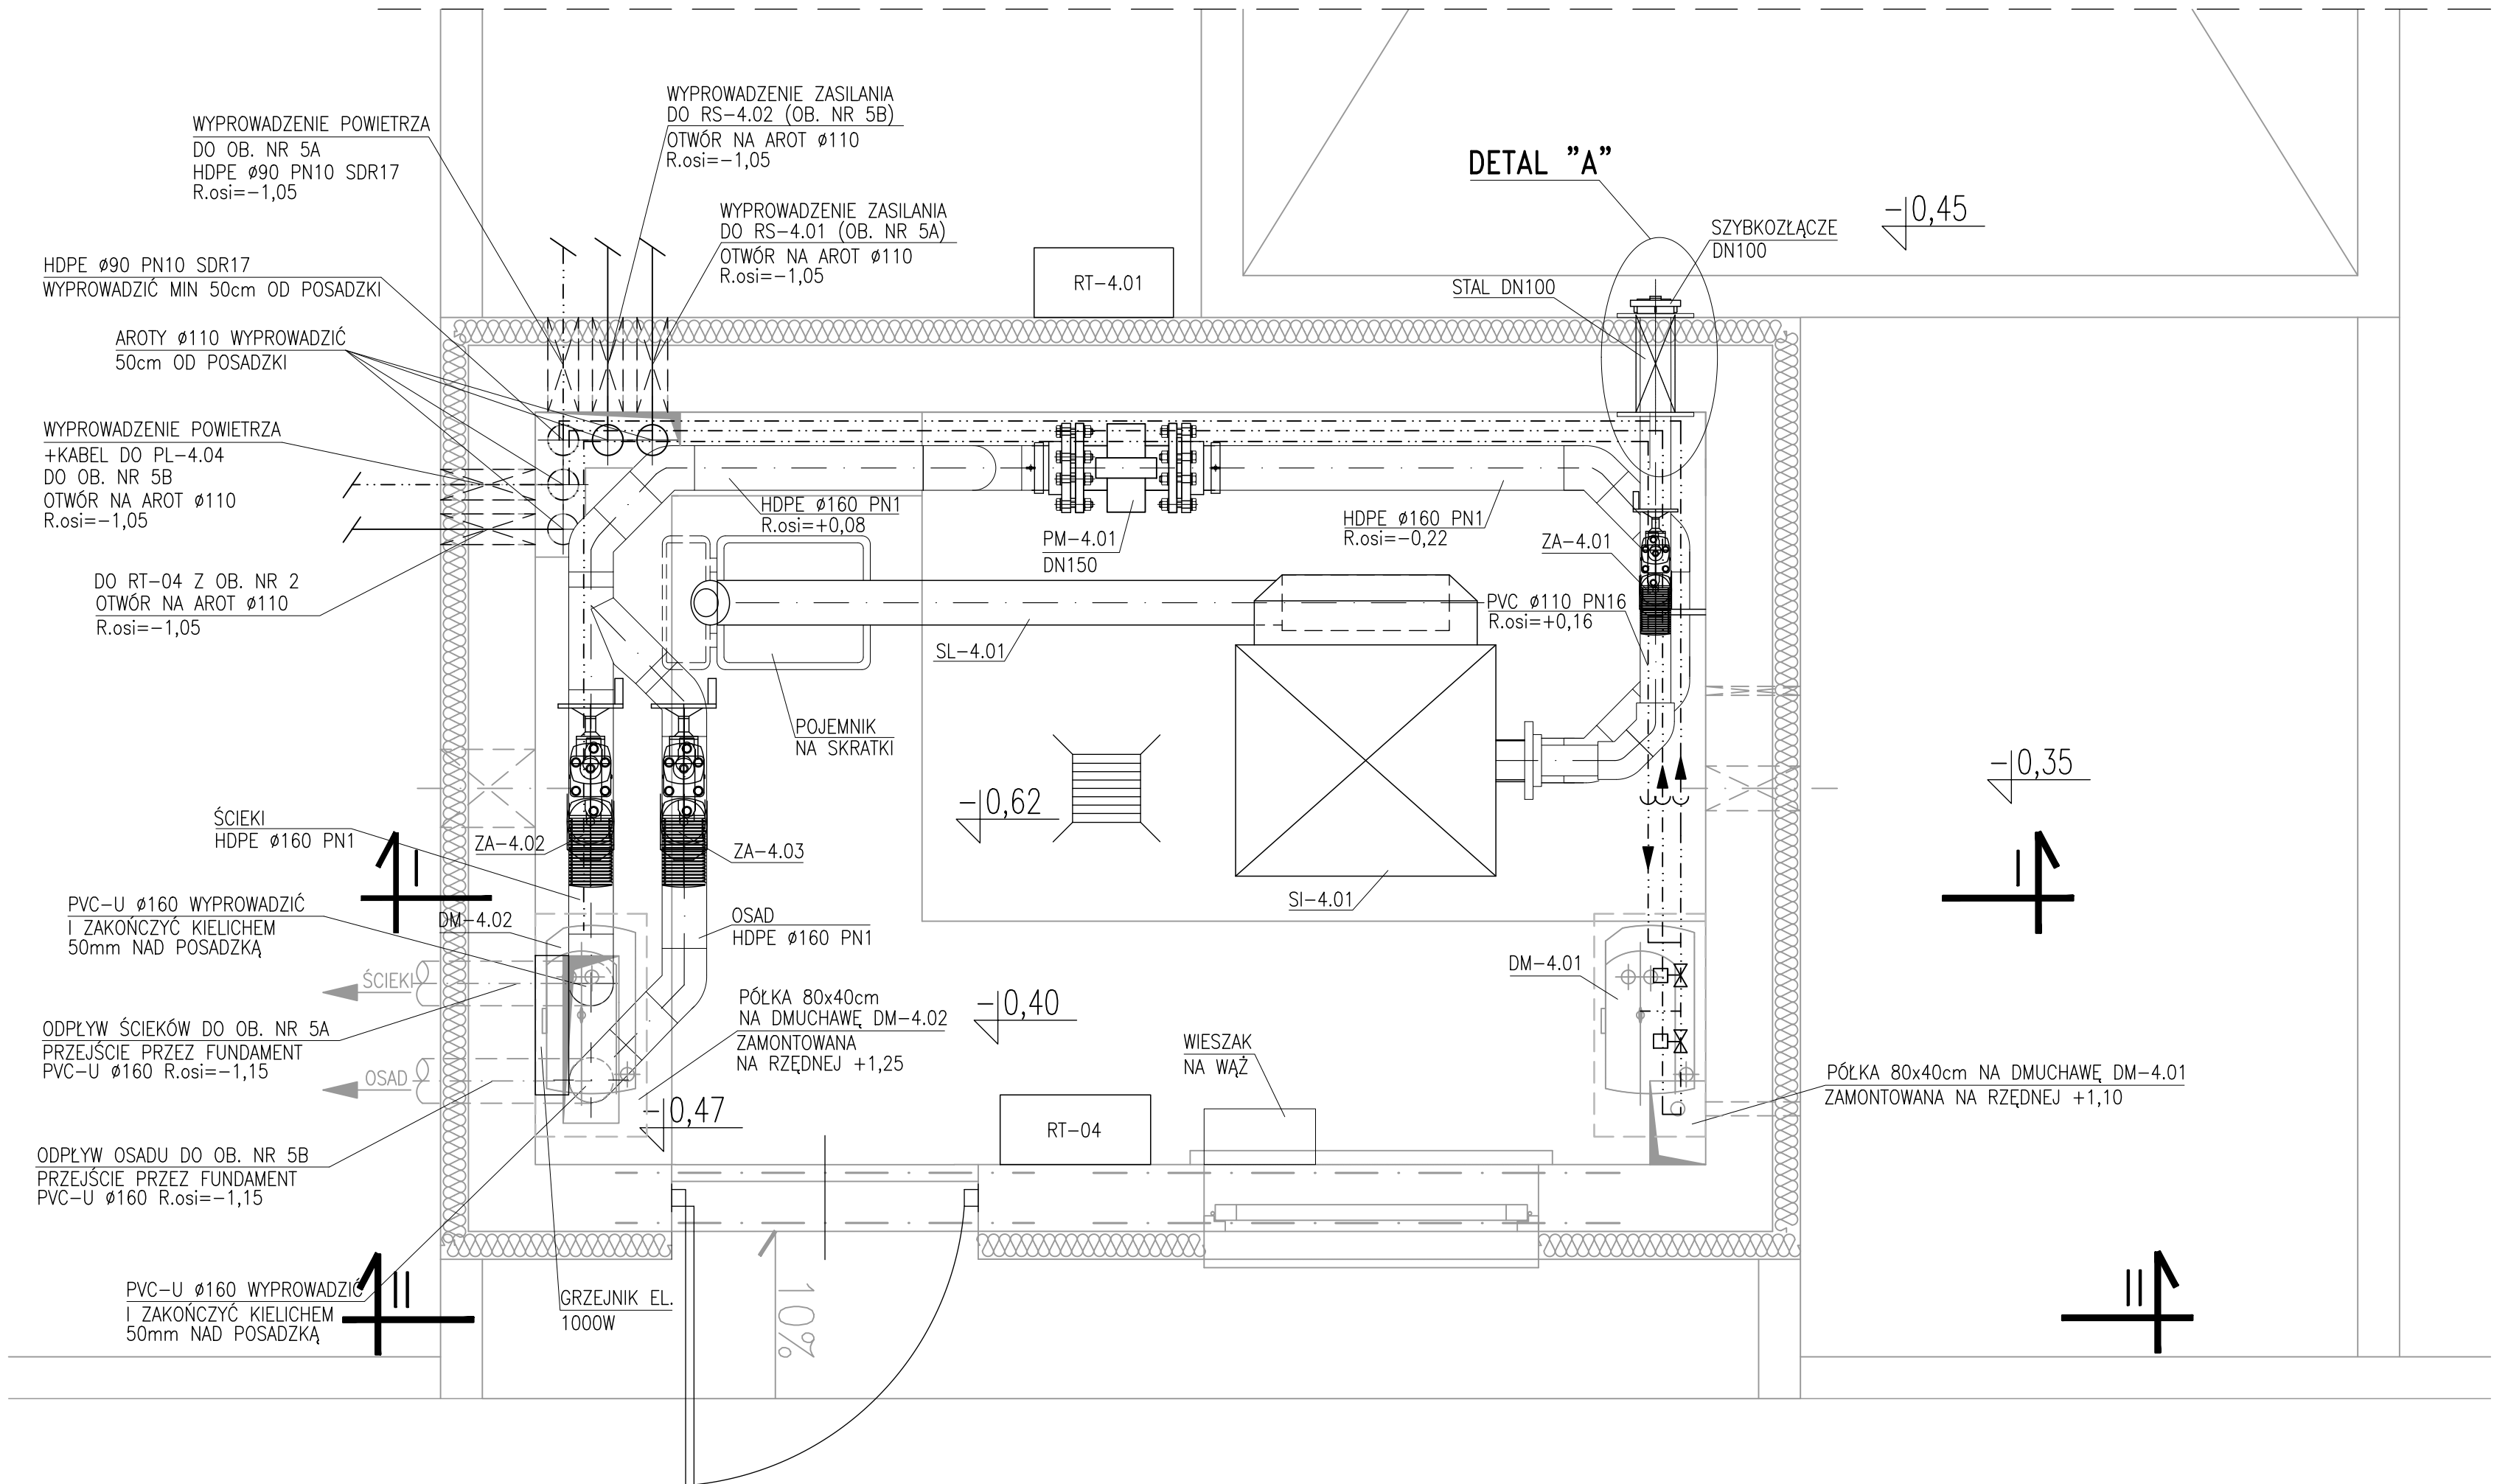 WYPROWADZENIE ZASILANIA
DO RS-4.02 (OB. NR 5B)
OTWÓR NA AROT ø110
R.osi=-1,05
WYPROWADZENIE POWIETRZA
DO OB. NR 5A
HDPE ø90 PN10 SDR17
R.osi=-1,05
DETAL "A"
WYPROWADZENIE ZASILANIA
DO RS-4.01 (OB. NR 5A)
OTWÓR NA AROT ø110
R.osi=-1,05
SZYBKOZŁĄCZE
DN100
-0,45
HDPE ø90 PN10 SDR17
WYPROWADZIĆ MIN 50cm OD POSADZKI
RT-4.01
STAL DN100
AROTY ø110 WYPROWADZIĆ
50cm OD POSADZKI
WYPROWADZENIE POWIETRZA
+KABEL DO PL-4.04
DO OB. NR 5B
OTWÓR NA AROT ø110
R.osi=-1,05
HDPE ø160 PN1
R.osi=+0,08
PM-4.01
DN150
HDPE ø160 PN1
R.osi=-0,22
ZA-4.01
DO RT-04 Z OB. NR 2
OTWÓR NA AROT ø110
R.osi=-1,05
PVC ø110 PN16
R.osi=+0,16
SL-4.01
POJEMNIK
NA SKRATKI
-0,35
-0,62
ŚCIEKI
HDPE ø160 PN1
ZA-4.02
ZA-4.03
I
I
SI-4.01
PVC-U ø160 WYPROWADZIĆ
I ZAKOŃCZYĆ KIELICHEM
50mm NAD POSADZKĄ
DM-4.02
OSAD
HDPE ø160 PN1
DM-4.01
ŚCIEKI
PÓŁKA 80x40cm
NA DMUCHAWĘ DM-4.02
ZAMONTOWANA
NA RZĘDNEJ +1,25
-0,40
ODPŁYW ŚCIEKÓW DO OB. NR 5A
PRZEJŚCIE PRZEZ FUNDAMENT
PVC-U ø160 R.osi=-1,15
WIESZAK
NA WĄŻ
OSAD
PÓŁKA 80x40cm NA DMUCHAWĘ DM-4.01
ZAMONTOWANA NA RZĘDNEJ +1,10
-0,47
RT-04
ODPŁYW OSADU DO OB. NR 5B
PRZEJŚCIE PRZEZ FUNDAMENT
PVC-U ø160 R.osi=-1,15
PVC-U ø160 WYPROWADZIĆ
I ZAKOŃCZYĆ KIELICHEM
50mm NAD POSADZKĄ
II
GRZEJNIK EL.
1000W
10%
II